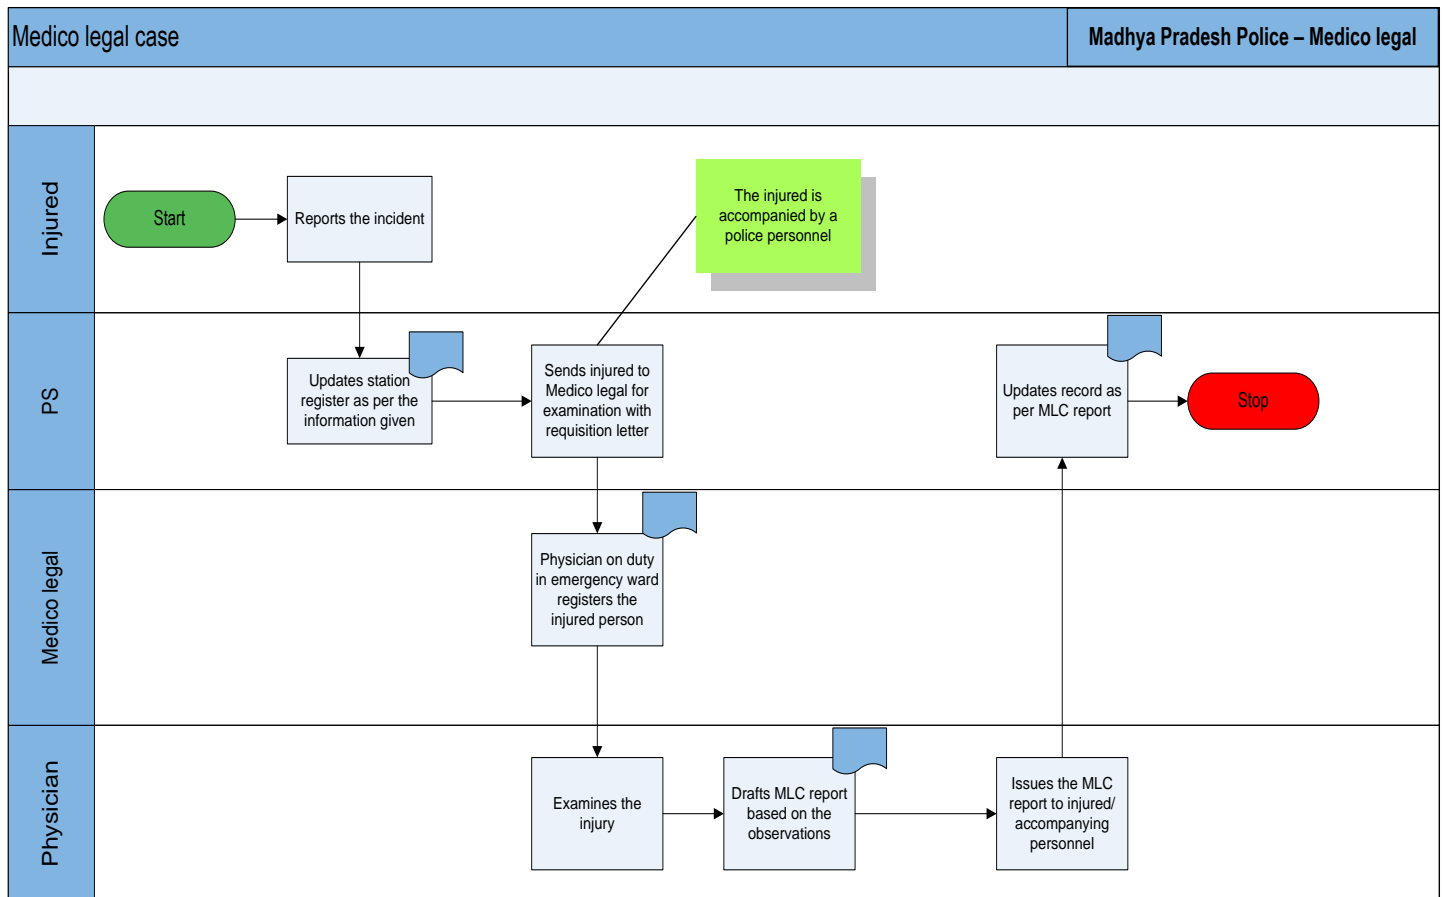 Medico legal case
Madhya Pradesh Police – Medico legal
Injured
Start
Reports the incident
The injured is
accompanied by a
police personnel
PS
Updates station
register as per the
information given
Sends injured to
Medico legal for
examination with
requisition letter
Updates record as
per MLC report
Stop
Medico legal
Physician on duty
in emergency ward
registers the
injured person
Physician
Examines the
injury
Drafts MLC report
based on the
observations
Issues the MLC
report to injured/
accompanying
personnel